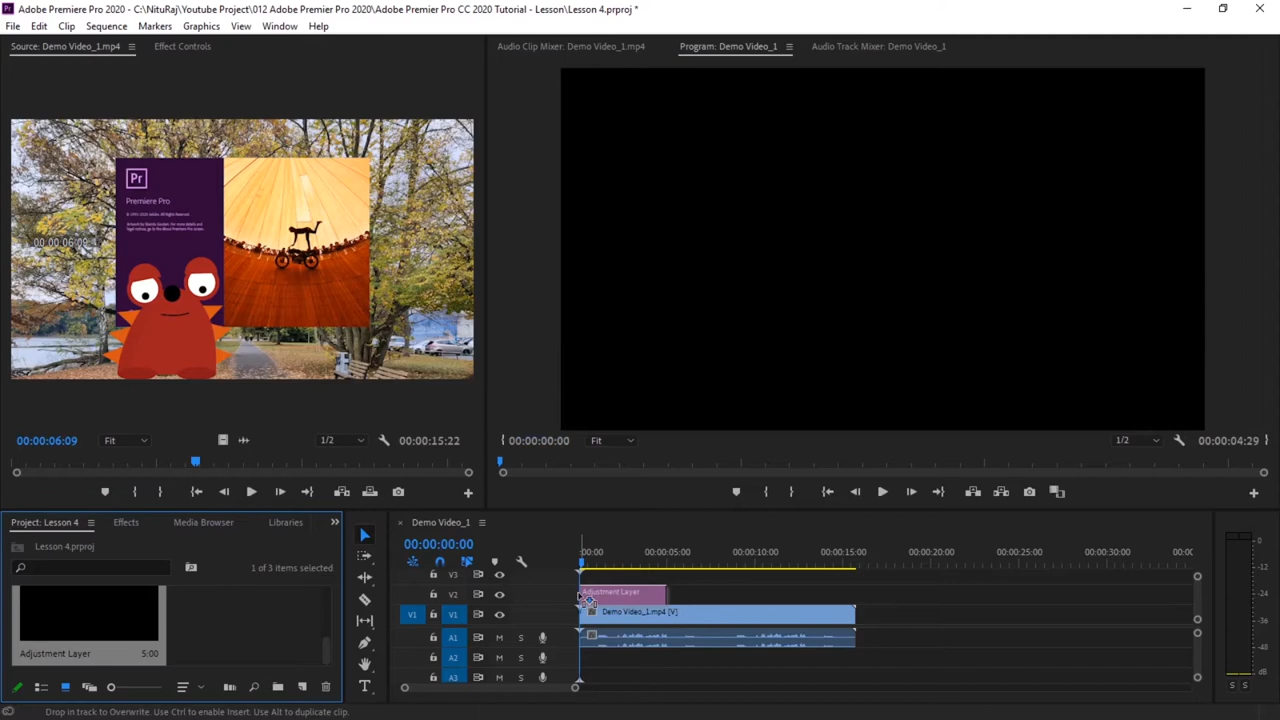 Adobe Premiere Pro 2020 - C:\NituRaj\Youtube Project\012 Adobe Premier Pro 2020\Adobe Premier Pro CC 2020 Tutorial - Lesson\Lesson 4.prproj *
File Edit Clip Sequence Markers Graphics View Window Help
Source: Demo Video_1.mp4 Effect Controls
Audio Clip Mixer: Demo Video_1.mp4 Program: Demo Video_1 Audio Track Mixer: Demo Video_1
Pr
Premiere Pro
00:00:06:09
00:00:06:09 Fit 1/2 00:00:15:22
00:00:00:00 Fit 1/2 00:00:04:29
Project: Lesson 4 Effects Media Browser Libraries
Lesson 4.prproj
1 of 3 items selected
Adjustment Layer 5:00
Demo Video_1
00:00:00:00
:00:00 00:00:05:00 00:00:10:00 00:00:15:00 00:00:20:00 00:00:25:00 00:00:30:00 00:0
V3
V2 Adjustment Layer
V1 V1 Demo Video_1.mp4 [V]
A1 M S
A2 M S
A3 M S
0
-12
-24
-36
-48
dB
S S
Drop in track to Overwrite. Use Ctrl to enable Insert. Use Alt to duplicate clip.